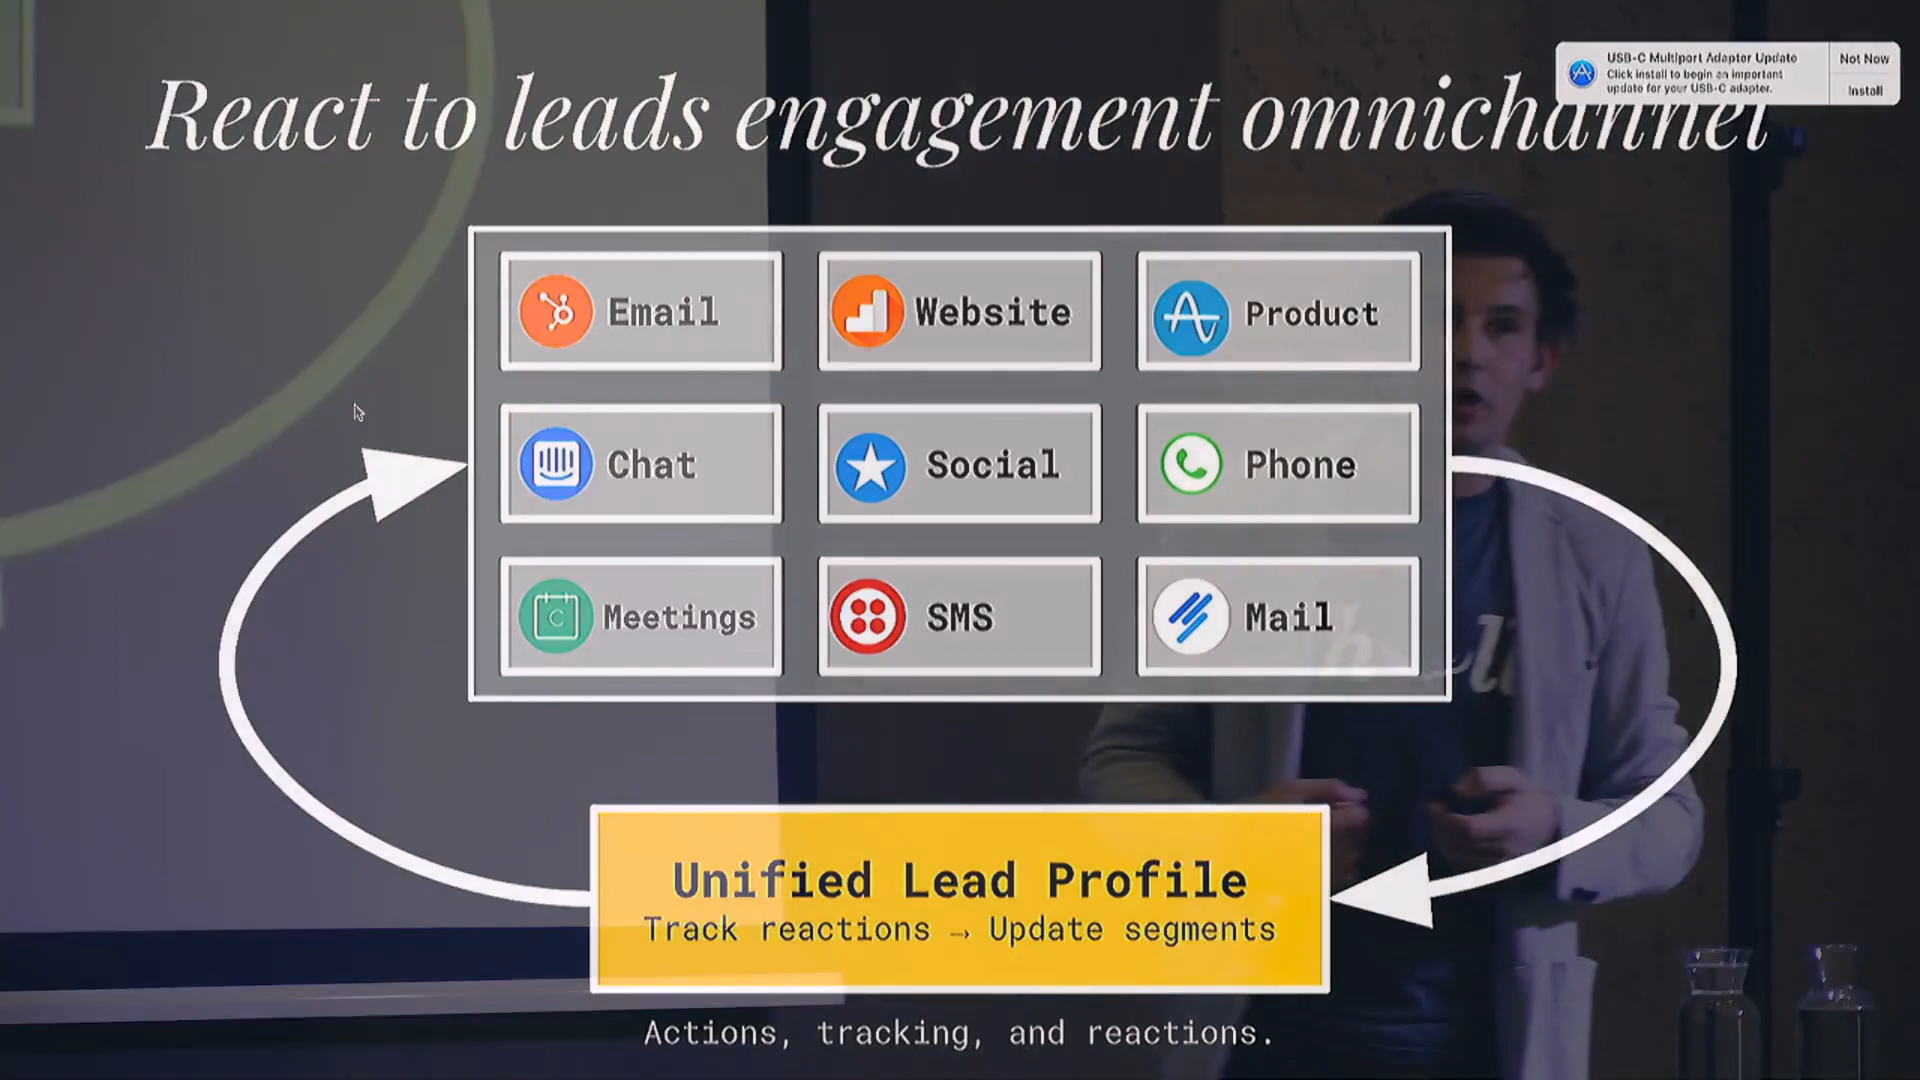 React to leads engagement omnichannel
USB-C Multiport Adapter Update
Click install to begin an important
update for your USB-C adapter.
Not Now
Install
Email
Website
Product
Chat
Social
Phone
Meetings
SMS
Mail
Unified Lead Profile
Track reactions → Update segments
Actions, tracking, and reactions.